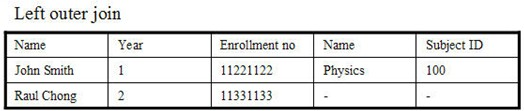 Left outer join
Name Year Enrollment no Name Subject ID
John Smith 1 11221122 Physics 100
Raul Chong 2 11331133 - -